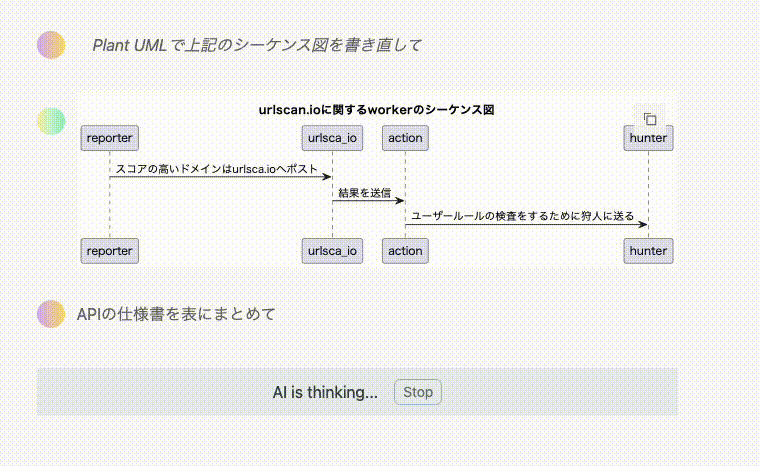 Plant UMLで上記のシーケンス図を書き直して
urlscan.ioに関するworkerのシーケンス図
reporter urlsca_io action hunter
スコアの高いドメインはurlsca.ioへポスト
結果を送信
ユーザールールの検査をするために狩人に送る
reporter urlsca_io action hunter
APIの仕様書を表にまとめて
AI is thinking... Stop